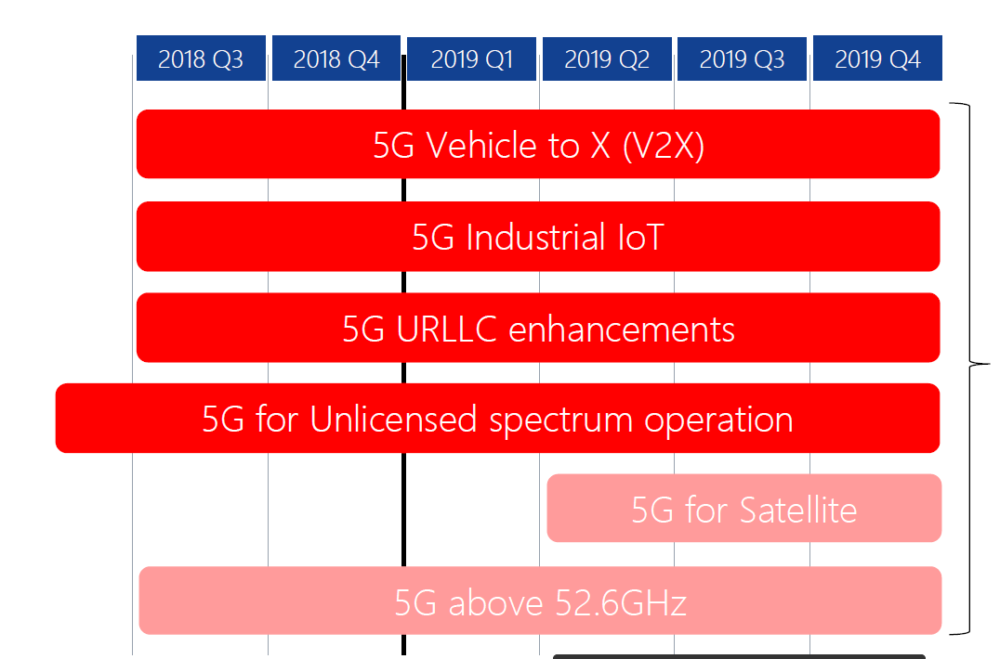 2018 Q3 2018 Q4 2019 Q1 2019 Q2 2019 Q3 2019 Q4
5G Vehicle to X (V2X)
5G Industrial IoT
5G URLLC enhancements
5G for Unlicensed spectrum operation
5G for Satellite
5G above 52.6GHz